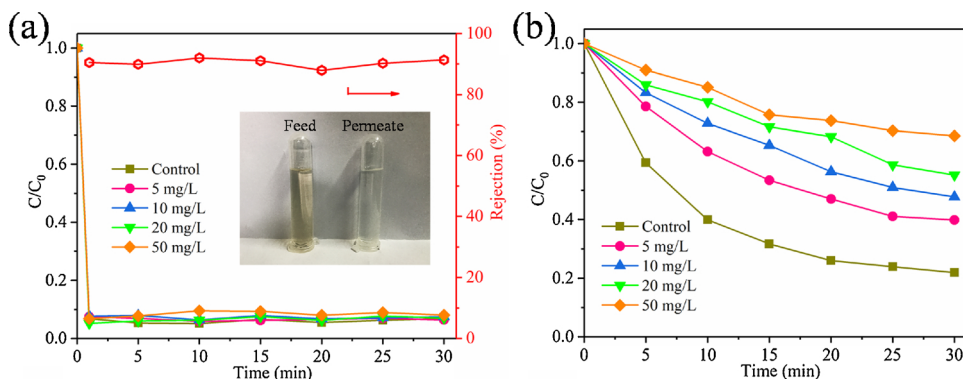 (a)
C/C0
1.0
0.8
0.6
0.4
0.2
0.0
100
80
60
40
20
0
Rejection (%)
Feed Permeate
Control
5 mg/L
10 mg/L
20 mg/L
50 mg/L
0 5 10 15 20 25 30
Time (min)
(b)
C/C0
1.0
0.8
0.6
0.4
0.2
0.0
Control
5 mg/L
10 mg/L
20 mg/L
50 mg/L
0 5 10 15 20 25 30
Time (min)